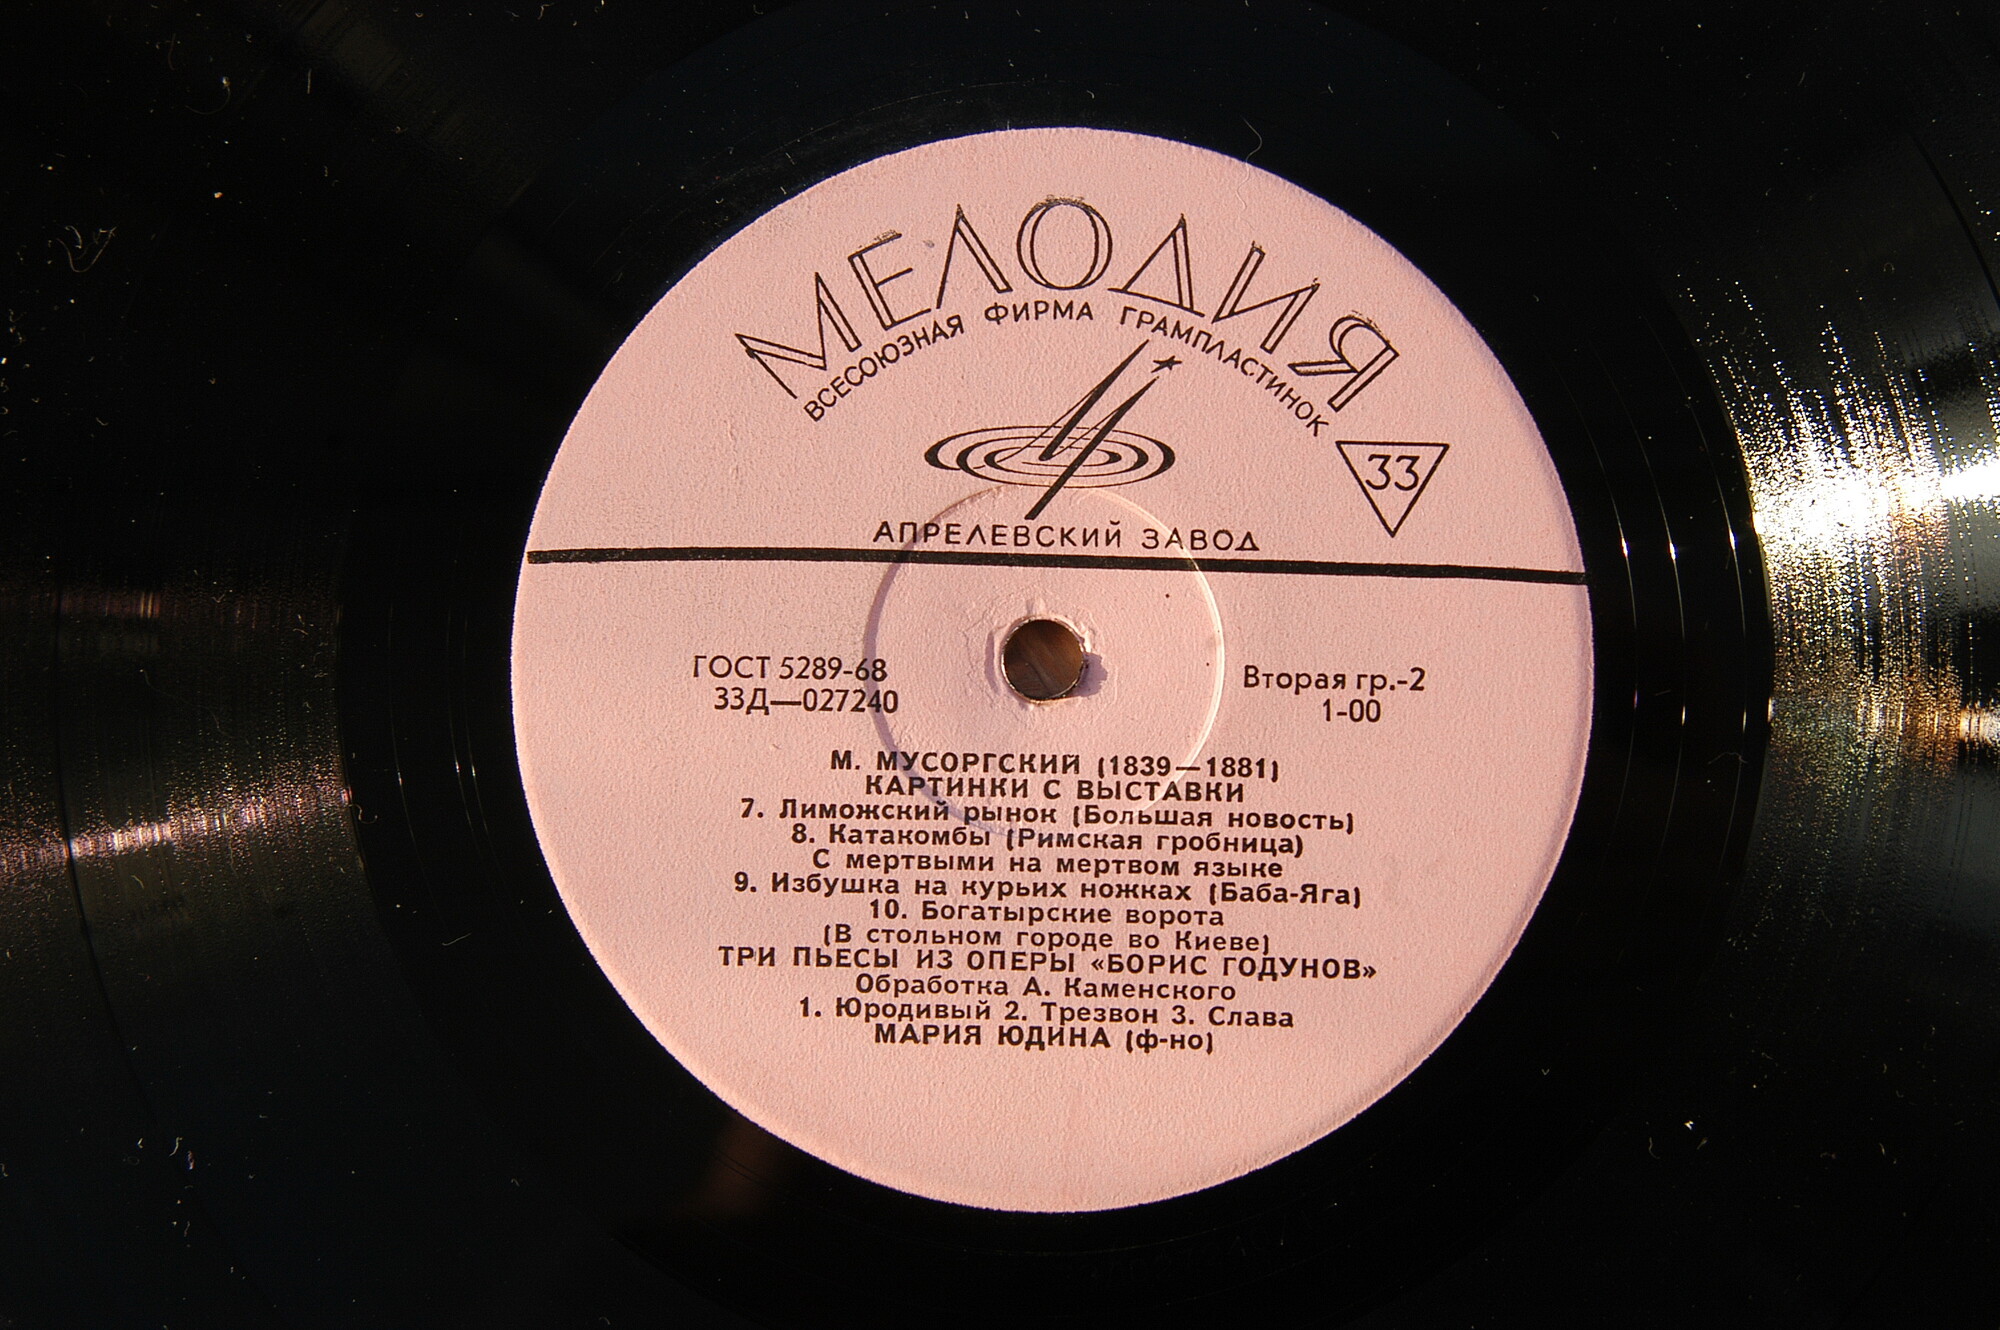 МЕЛОДИЯ
ВСЕСОЮЗНАЯ ФИРМА ГРАМПЛАСТИНОК
33
АПРЕЛЕВСКИЙ ЗАВОД
ГОСТ 5289-68
33Д—027240
Вторая гр.-2
1-00
М. МУСОРГСКИЙ (1839—1881)
КАРТИНКИ С ВЫСТАВКИ
7. Лиможский рынок (Большая новость)
8. Катакомбы (Римская гробница)
С мертвыми на мертвом языке
9. Избушка на курьих ножках (Баба-Яга)
10. Богатырские ворота
(В стольном городе во Киеве)
ТРИ ПЬЕСЫ ИЗ ОПЕРЫ «БОРИС ГОДУНОВ»
Обработка А. Каменского
1. Юродивый 2. Трезвон 3. Слава
МАРИЯ ЮДИНА (ф-но)